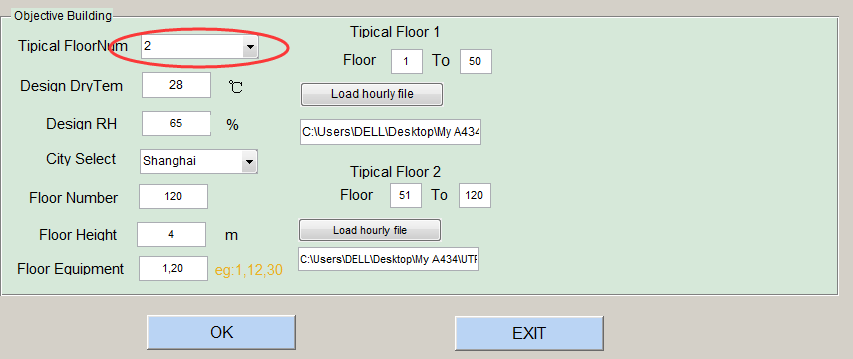 Objective Building
Tipical FloorNum 2
Design DryTem 28 ℃
Design RH 65 %
City Select Shanghai
Floor Number 120
Floor Height 4 m
Floor Equipment 1,20 eg:1,12,30
Tipical Floor 1
Floor 1 To 50
Load hourly file
C:\Users\DELL\Desktop\My A434
Tipical Floor 2
Floor 51 To 120
Load hourly file
C:\Users\DELL\Desktop\My A434\UTF
OK
EXIT